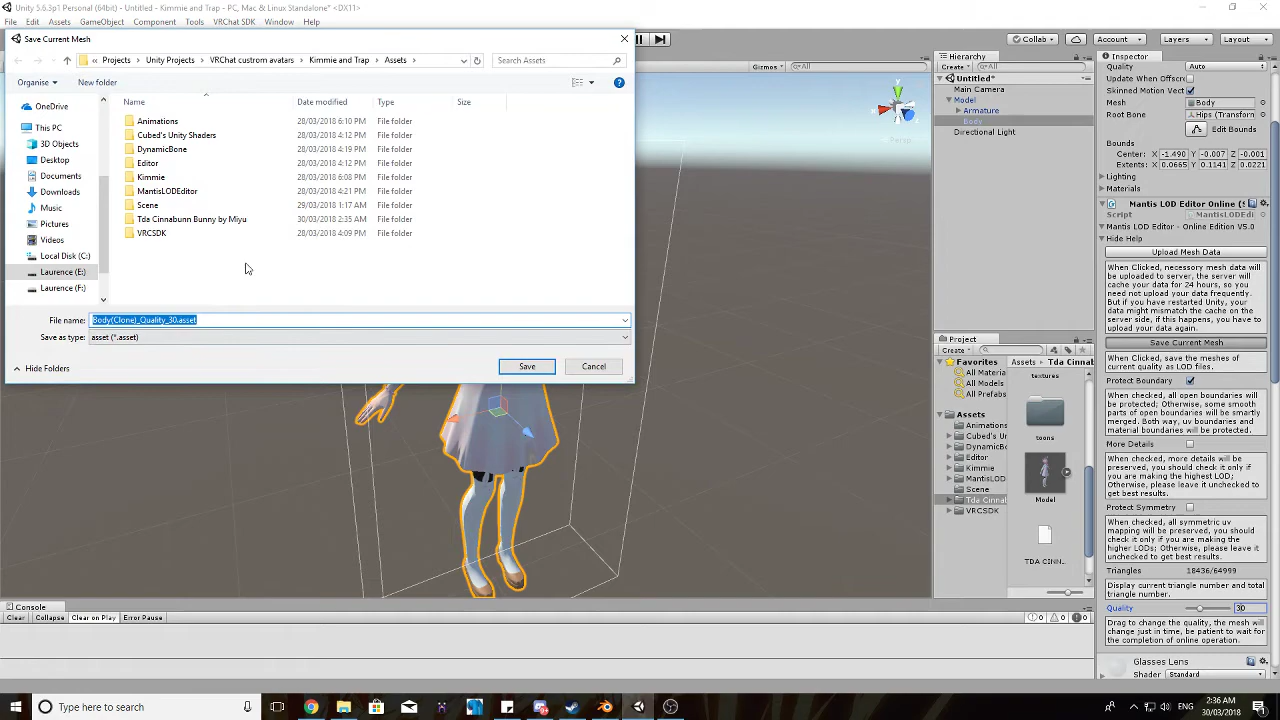 Unity 5.6.3p1 Personal (64bit) - Untitled - Kimmie and Trap - PC, Mac & Linux Standalone* <DX11>
File Edit Assets GameObject Component Tools VRChat SDK Window Help
Save Current Mesh
Projects Unity Projects VRChat custrom avatars Kimmie and Trap Assets
Search Assets
Organise New folder
Name Date modified Type Size
OneDrive
This PC
3D Objects
Desktop
Documents
Downloads
Music
Pictures
Videos
Local Disk (C:)
Laurence (E:)
Laurence (F:)
Animations 28/03/2018 6:10 PM File folder
Cubed's Unity Shaders 28/03/2018 4:12 PM File folder
DynamicBone 28/03/2018 4:19 PM File folder
Editor 28/03/2018 4:12 PM File folder
Kimmie 28/03/2018 6:08 PM File folder
MantisLODEditor 28/03/2018 4:21 PM File folder
Scene 29/03/2018 1:17 AM File folder
Tda Cinnabunn Bunny by Miyu 30/03/2018 2:35 AM File folder
VRCSDK 28/03/2018 4:09 PM File folder
File name: Body(Clone)_Quality_30.asset
Save as type: asset (*.asset)
Hide Folders
Save Cancel
Collab Account Layers Layout
Gizmos All
y
x
Persp
Hierarchy
Create All
Untitled*
Main Camera
Model
Armature
Body
Directional Light
Project
Create
Favorites
All Materia
All Models
All Prefabs
Assets
Animations
Cubed's Un
DynamicBo
Editor
Kimmie
MantisLOD
Scene
Tda Cinnat
VRCSDK
Assets Tda Cinnab
textures
toons
Model
TDA CINN...
Inspector
Quality Auto
Update When Offscre
Skinned Motion Vect
Mesh Body
Root Bone Hips (Transform
Edit Bounds
Bounds
Center: X -1.490 Y -0.007 Z -0.001
Extents: X 0.0665 Y 0.1141 Z 0.0221
Lighting
Materials
Mantis LOD Editor Online (S
Script MantisLODEdi
Mantis LOD Editor - Online Edition V5.0
Hide Help
Upload Mesh Data
When Clicked, necessary mesh data will
be uploaded to server, the server will
cache your data for 24 hours, so you
need not upload your data frequently.
But if you have restarted Unity, your
data might mismatch the cache on the
server side, if this happens, you have to
upload your data again.
Save Current Mesh
When Clicked, save the meshes of
current quality as LOD files.
Protect Boundary
When checked, all open boundaries will
be protected; Otherwise, some smooth
parts of open boundaries will be smartly
merged. Both way, uv boundaries and
material boundaries will be protected.
More Details
When checked, more details will be
preserved, you should check it only if
you are making the highest LOD;
Otherwise, please leave it unchecked to
get best results.
Protect Symmetry
When checked, all symmetric uv
mapping will be preserved, you should
check it only if you are making the
higher LODs; Otherwise, please leave it
unchecked to get best results.
Triangles 18436/64999
Display current triangle number and total
triangle number.
Quality 30
Drag to change the quality, the mesh will
change just in time, be patient to wait for
the completion of online operation.
Glasses Lens
Shader Standard
Console
Clear Collapse Clear on Play Error Pause
0 0 0
Type here to search
ENG
2:36 AM
30/03/2018